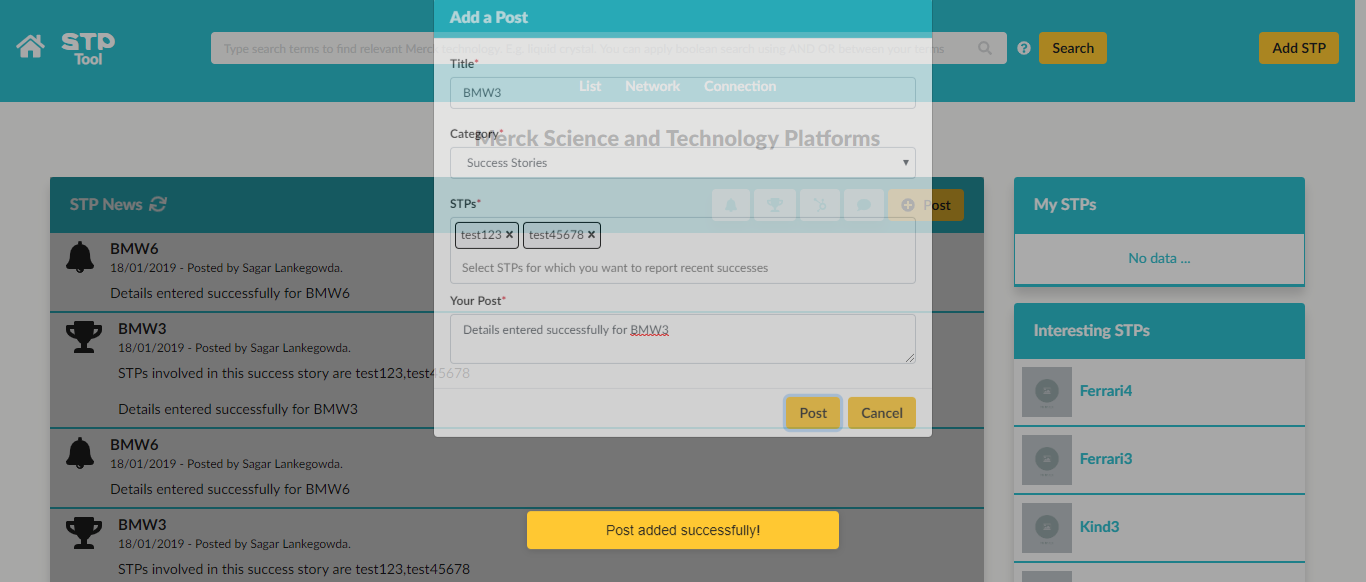 Add a Post
STP
Tool
Type search terms to find relevant Merck technology. E.g. liquid crystal. You can apply boolean search using AND OR between your terms
?
Search
Add STP
Title*
BMW3
List
Network
Connection
Category*
Merck Science and Technology Platforms
Success Stories
STP News
STPs*
Post
test123 ×
test45678 ×
Select STPs for which you want to report recent successes
Your Post*
Details entered successfully for BMW3
Post
Cancel
BMW6
18/01/2019 - Posted by Sagar Lankegowda.
Details entered successfully for BMW6
BMW3
18/01/2019 - Posted by Sagar Lankegowda.
STPs involved in this success story are test123,test45678
Details entered successfully for BMW3
BMW6
18/01/2019 - Posted by Sagar Lankegowda.
Details entered successfully for BMW6
BMW3
18/01/2019 - Posted by Sagar Lankegowda.
STPs involved in this success story are test123,test45678
My STPs
No data ...
Interesting STPs
Ferrari4
Ferrari3
Kind3
Post added successfully!